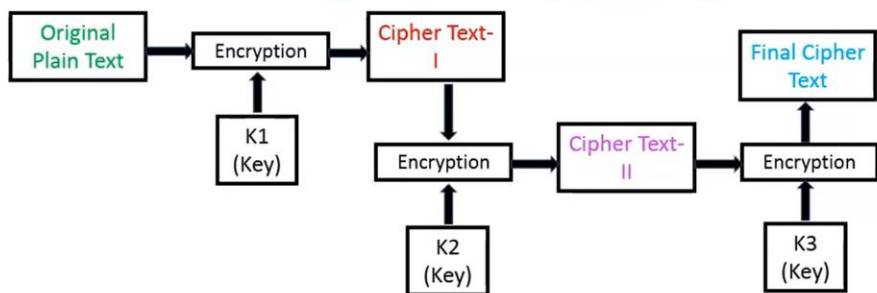 Original
Plain Text
Encryption
Cipher Text-
I
K1
(Key)
Encryption
K2
(Key)
Cipher Text-
II
Encryption
K3
(Key)
Final Cipher
Text